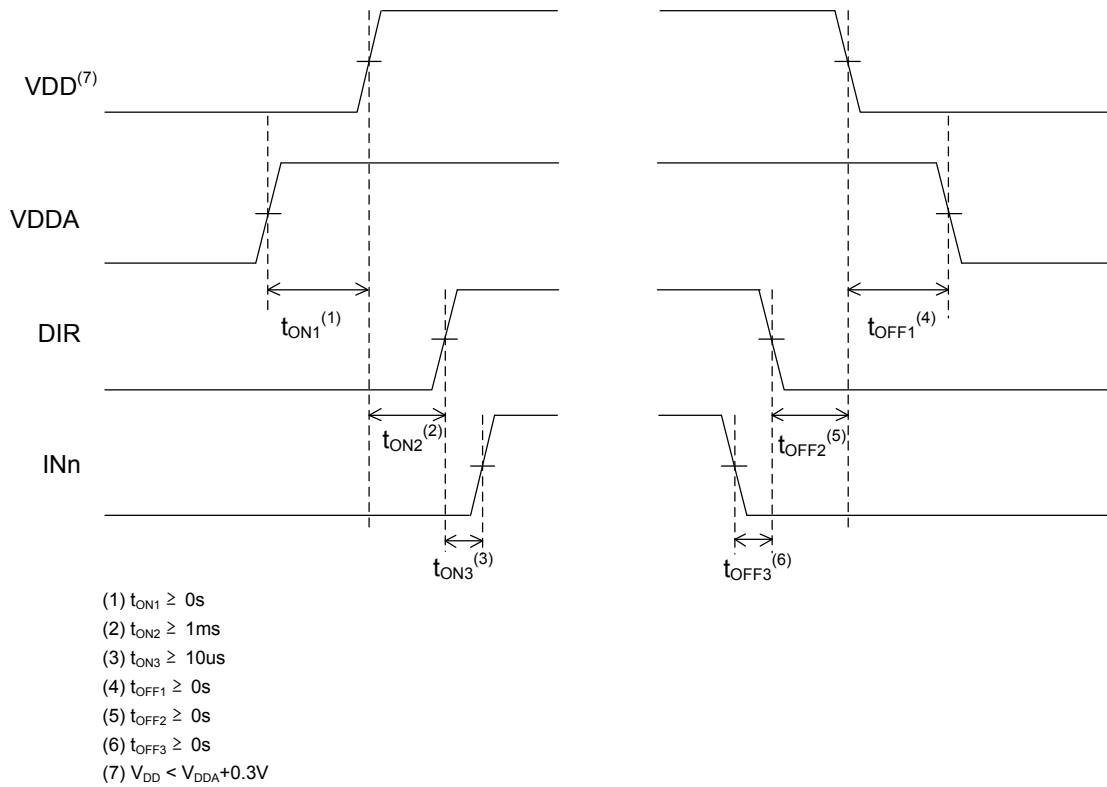 VDD(7)
VDDA
tON1(1)
tOFF1(4)
DIR
tON2(2)
tOFF2(5)
INn
tON3(3)
tOFF3(6)
(1) tON1 ≥ 0s
(2) tON2 ≥ 1ms
(3) tON3 ≥ 10us
(4) tOFF1 ≥ 0s
(5) tOFF2 ≥ 0s
(6) tOFF3 ≥ 0s
(7) VDD < VDDA+0.3V